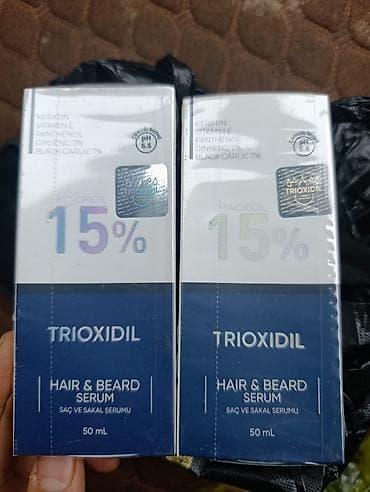 KERATIN
VITAMIN E
PANTHENOL
GINSENG 7%
BLACK GARLIC 7%
pH
5.5
TRIOXIDIL
MINOXIDIL
15%
TRIOXIDIL
HAIR & BEARD
SERUM
SAÇ VE SAKAL SERUMU
50 mL
KERATIN
VITAMIN E
PANTHENOL
GINSENG 7%
BLACK GARLIC 7%
pH
5.5
TRIOXIDIL
MINOXIDIL
15%
TRIOXIDIL
HAIR & BEARD
SERUM
SAÇ VE SAKAL SERUMU
50 mL